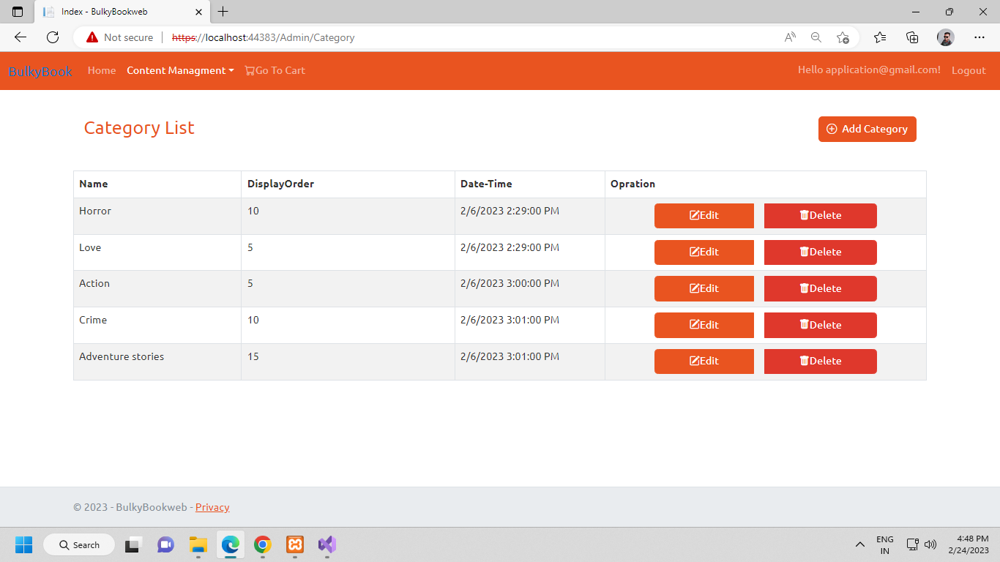 Index - BulkyBookweb
Not secure https://localhost:44383/Admin/Category
BulkyBook Home Content Managment Go To Cart Hello application@gmail.com! Logout
Category List Add Category
Name DisplayOrder Date-Time Opration
Horror 10 2/6/2023 2:29:00 PM Edit Delete
Love 5 2/6/2023 2:29:00 PM Edit Delete
Action 5 2/6/2023 3:00:00 PM Edit Delete
Crime 10 2/6/2023 3:01:00 PM Edit Delete
Adventure stories 15 2/6/2023 3:01:00 PM Edit Delete
© 2023 - BulkyBookweb - Privacy
Search ENG 4:48 PM
IN 2/24/2023